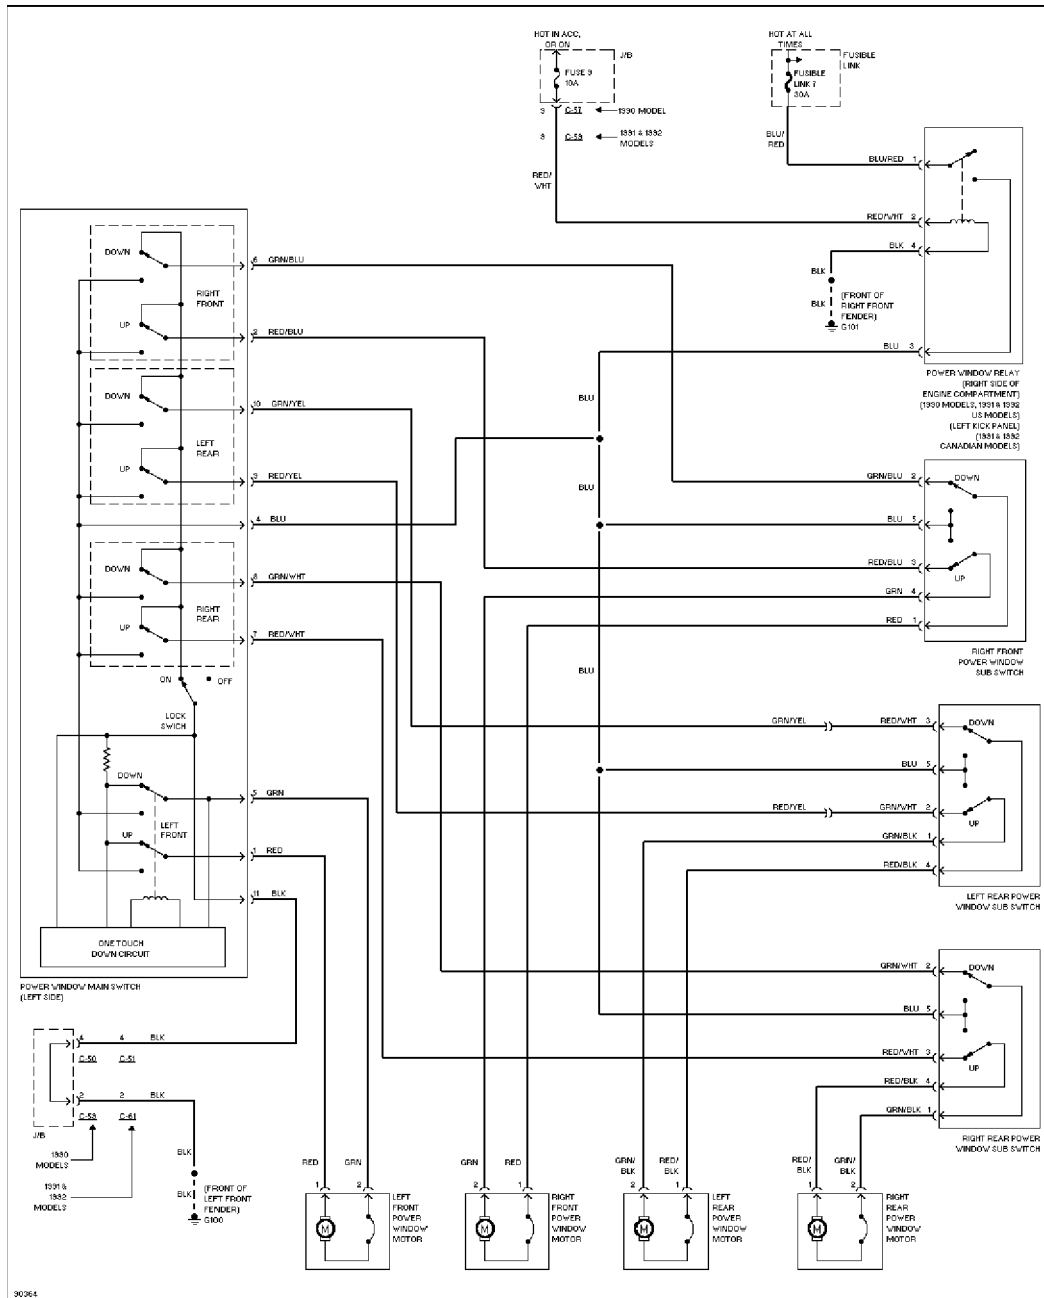 HOT IN ACC,
OR ON
J/B
FUSE 9
10A
HOT AT ALL
TIMES
FUSIBLE
LINK
FUSIBLE
LINK 7
30A
9 C-57 1990 MODEL
9 C-59 1991 & 1992
MODELS
BLU/
RED
RED/
WHT
BLU/RED 1
RED/WHT 2
BLK 4
BLK
BLK
(FRONT OF
RIGHT FRONT
FENDER)
G101
BLU 3
POWER WINDOW RELAY
(RIGHT SIDE OF
ENGINE COMPARTMENT)
(1990 MODELS, 1991 & 1992
US MODELS)
(LEFT KICK PANEL)
(1991 & 1992
CANADIAN MODELS)
DOWN
RIGHT
FRONT
UP
6 GRN/BLU
2 RED/BLU
DOWN
LEFT
REAR
UP
10 GRN/YEL
3 RED/YEL
4 BLU
DOWN
RIGHT
REAR
UP
8 GRN/WHT
7 RED/WHT
ON
OFF
LOCK
SWICH
DOWN
LEFT
FRONT
UP
5 GRN
1 RED
11 BLK
ONE TOUCH
DOWN CIRCUIT
POWER WINDOW MAIN SWITCH
(LEFT SIDE)
BLU
BLU
BLU
GRN/BLU 2
DOWN
BLU 5
RED/BLU 3
UP
GRN 4
RED 1
RIGHT FRONT
POWER WINDOW
SUB SWITCH
GRN/YEL
RED/WHT 3
DOWN
BLU 5
RED/YEL
GRN/WHT 2
UP
GRN/BLK 1
RED/BLK 4
LEFT REAR POWER
WINDOW SUB SWITCH
GRN/WHT 2
DOWN
BLU 5
RED/WHT 3
UP
RED/BLK 4
GRN/BLK 1
RIGHT REAR POWER
WINDOW SUB SWITCH
4 4 BLK
C-50 C-51
2 2 BLK
C-59 C-61
J/B
1990
MODELS
1991 &
1992
MODELS
BLK
BLK
(FRONT OF
LEFT FRONT
FENDER)
G100
RED GRN
1 2
M
LEFT
FRONT
POWER
WINDOW
MOTOR
GRN RED
2 1
M
RIGHT
FRONT
POWER
WINDOW
MOTOR
GRN/
BLK
RED/
BLK
2 1
M
LEFT
REAR
POWER
WINDOW
MOTOR
RED/
BLK
GRN/
BLK
1 2
M
RIGHT
REAR
POWER
WINDOW
MOTOR
90364